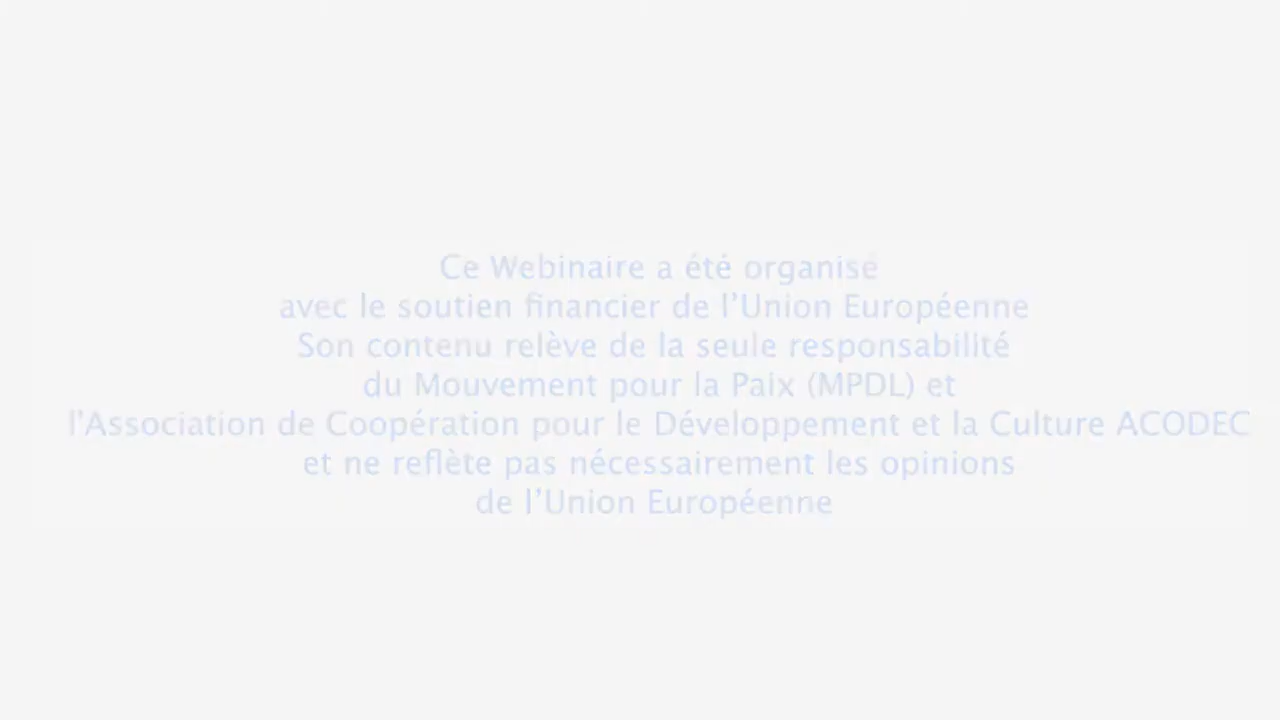 Ce Webinaire a été organisé
avec le soutien financier de l’Union Européenne
Son contenu relève de la seule responsabilité
du Mouvement pour la Paix (MPDL) et
l'Association de Coopération pour le Développement et la Culture ACODEC
et ne reflète pas nécessairement les opinions
de l’Union Européenne